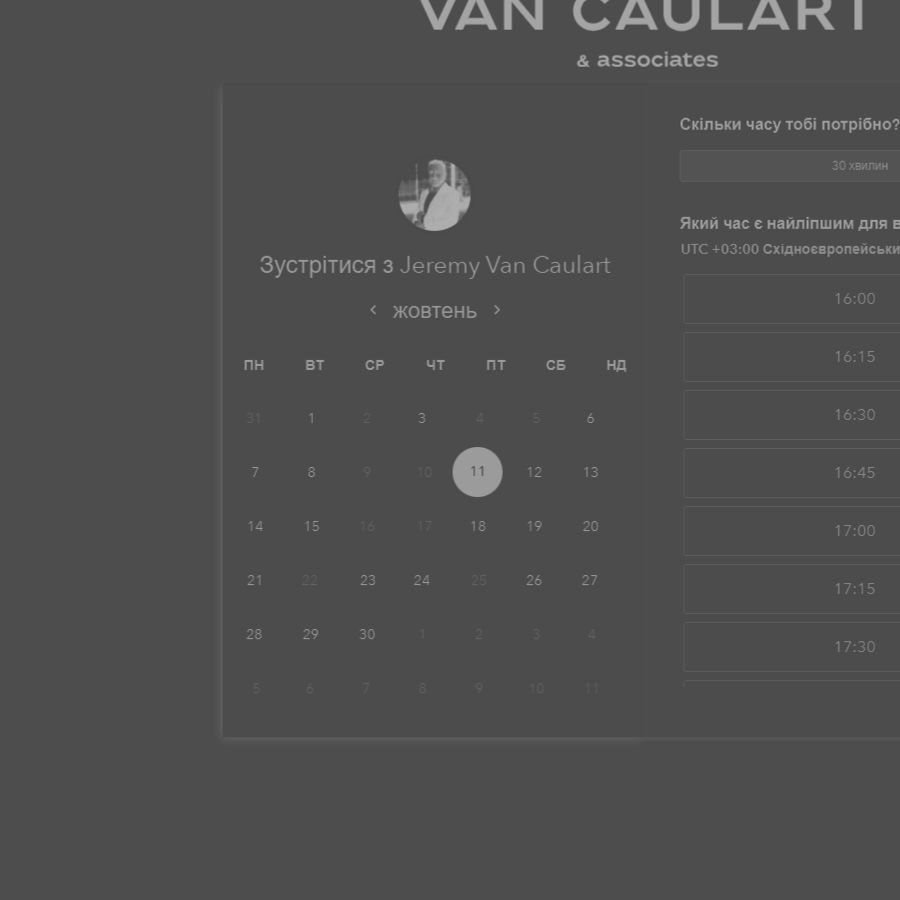 VAN CAULART
& associates
Зустрітися з Jeremy Van Caulart
жовтень
ПН ВТ СР ЧТ ПТ СБ НД
31 1 2 3 4 5 6
7 8 9 10 11 12 13
14 15 16 17 18 19 20
21 22 23 24 25 26 27
28 29 30 1 2 3 4
5 6 7 8 9 10 11
Скільки часу тобі потрібно?
30 хвилин
Який час є найліпшим для в
UTC +03:00 Східноєвропейськи
16:00
16:15
16:30
16:45
17:00
17:15
17:30